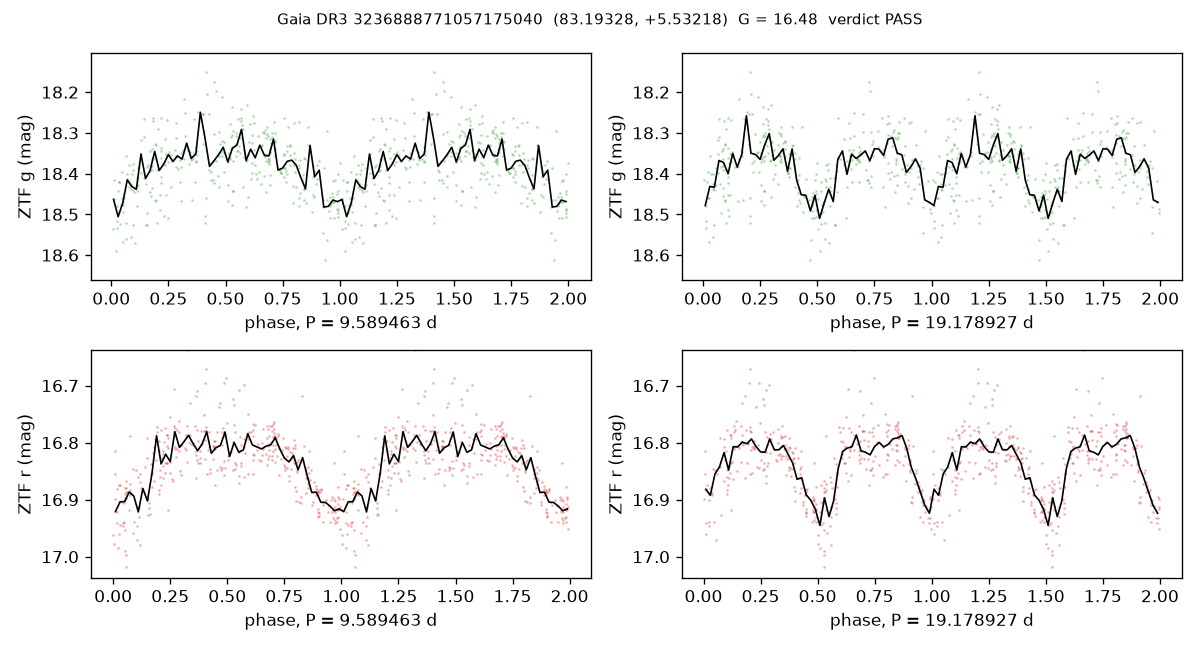 Gaia DR3 3236888771057175040 (83.19328, +5.53218) G = 16.48 verdict PASS
ZTF g (mag)
18.2
18.3
18.4
18.5
18.6
0.00 0.25 0.50 0.75 1.00 1.25 1.50 1.75 2.00
phase, P = 9.589463 d
ZTF g (mag)
18.2
18.3
18.4
18.5
18.6
0.00 0.25 0.50 0.75 1.00 1.25 1.50 1.75 2.00
phase, P = 19.178927 d
ZTF r (mag)
16.7
16.8
16.9
17.0
0.00 0.25 0.50 0.75 1.00 1.25 1.50 1.75 2.00
phase, P = 9.589463 d
ZTF r (mag)
16.7
16.8
16.9
17.0
0.00 0.25 0.50 0.75 1.00 1.25 1.50 1.75 2.00
phase, P = 19.178927 d